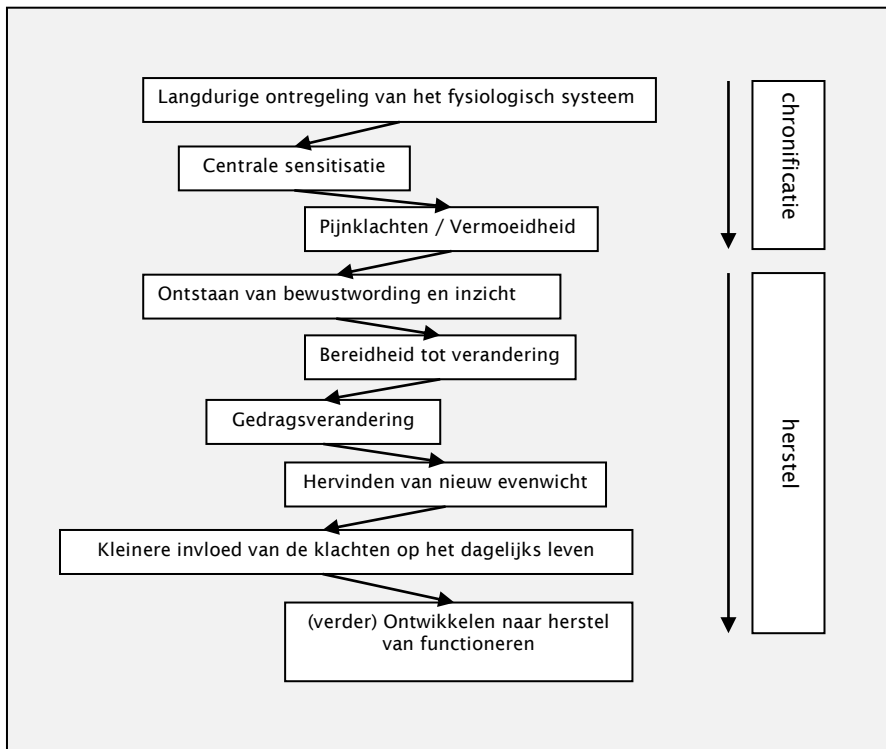 Langdurige ontregeling van het fysiologisch systeem
Centrale sensitisatie
Pijnklachten / Vermoeidheid
chronificatie
Ontstaan van bewustwording en inzicht
Bereidheid tot verandering
Gedragsverandering
Hervinden van nieuw evenwicht
Kleinere invloed van de klachten op het dagelijks leven
(verder) Ontwikkelen naar herstel
van functioneren
herstel